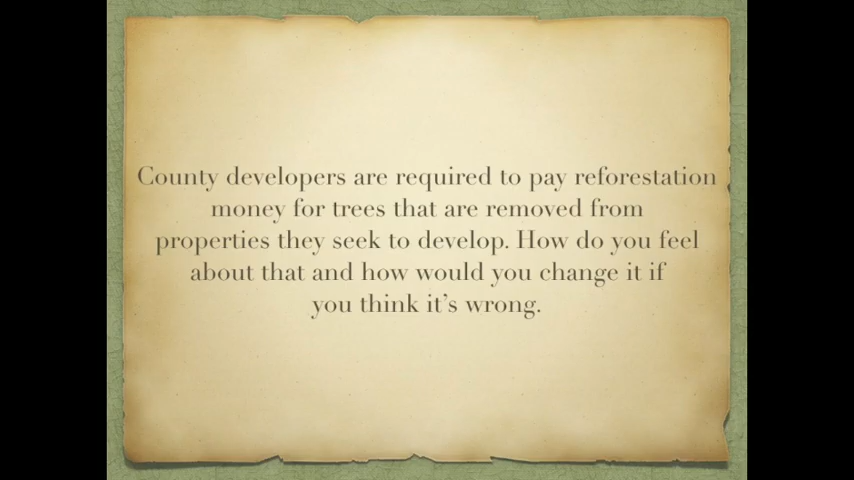 County developers are required to pay reforestation
money for trees that are removed from
properties they seek to develop. How do you feel
about that and how would you change it if
you think it’s wrong.